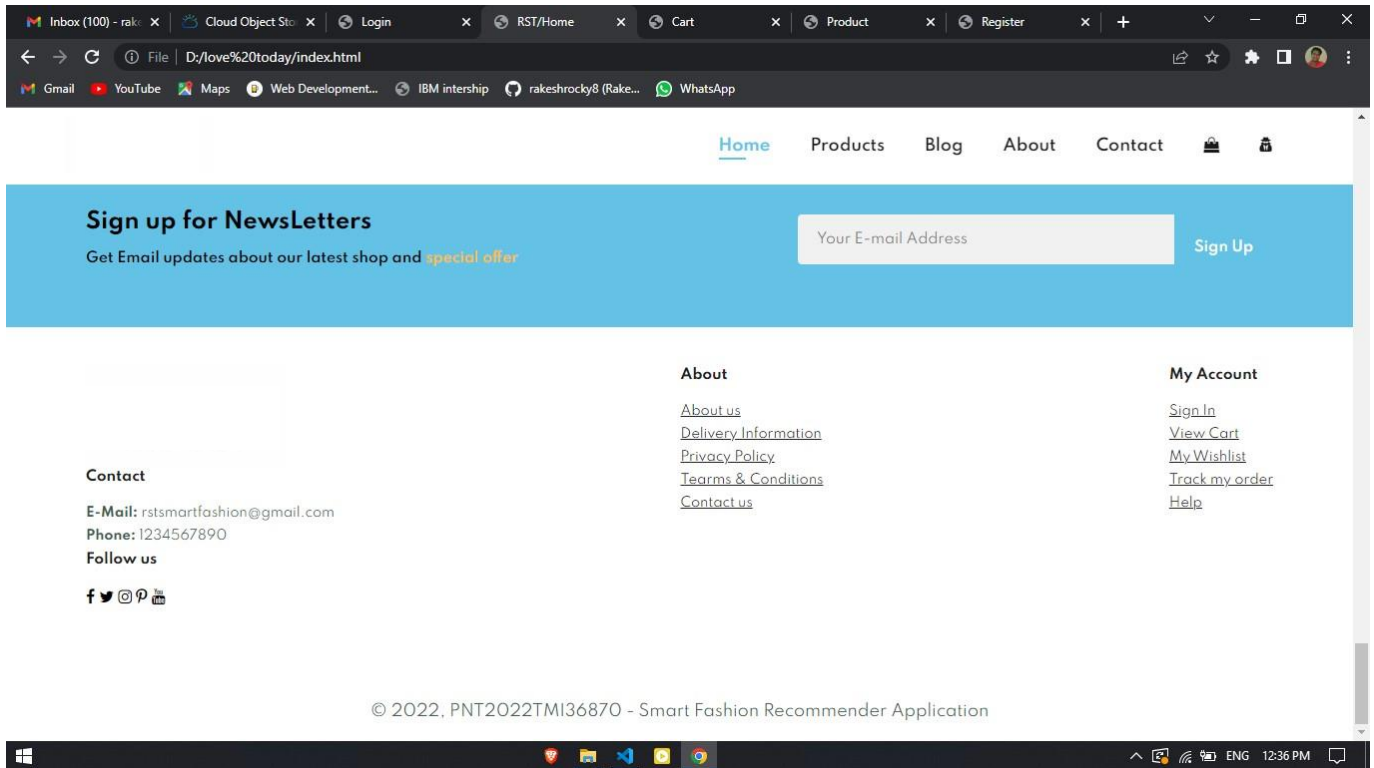 Inbox (100) - rake
Cloud Object Sto
Login
RST/Home
Cart
Product
Register
File
D:/love%20today/index.html
Gmail
YouTube
Maps
Web Development...
IBM intership
rakeshrocky8 (Rake...
WhatsApp
Home Products Blog About Contact
Sign up for NewsLetters
Get Email updates about our latest shop and special offer
Your E-mail Address
Sign Up
Contact
E-Mail: rstsmartfashion@gmail.com
Phone: 1234567890
Follow us
You Tube
About
About us
Delivery Information
Privacy Policy
Tearms & Conditions
Contact us
My Account
Sign In
View Cart
My Wishlist
Track my order
Help
© 2022, PNT2022TMI36870 - Smart Fashion Recommender Application
ENG 12:36 PM